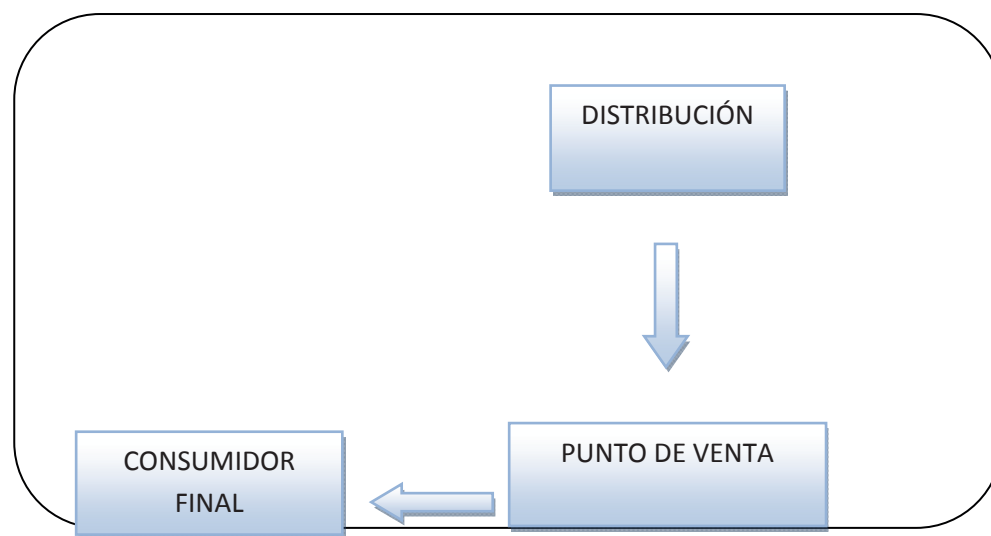 DISTRIBUCIÓN
PUNTO DE VENTA
CONSUMIDOR
FINAL